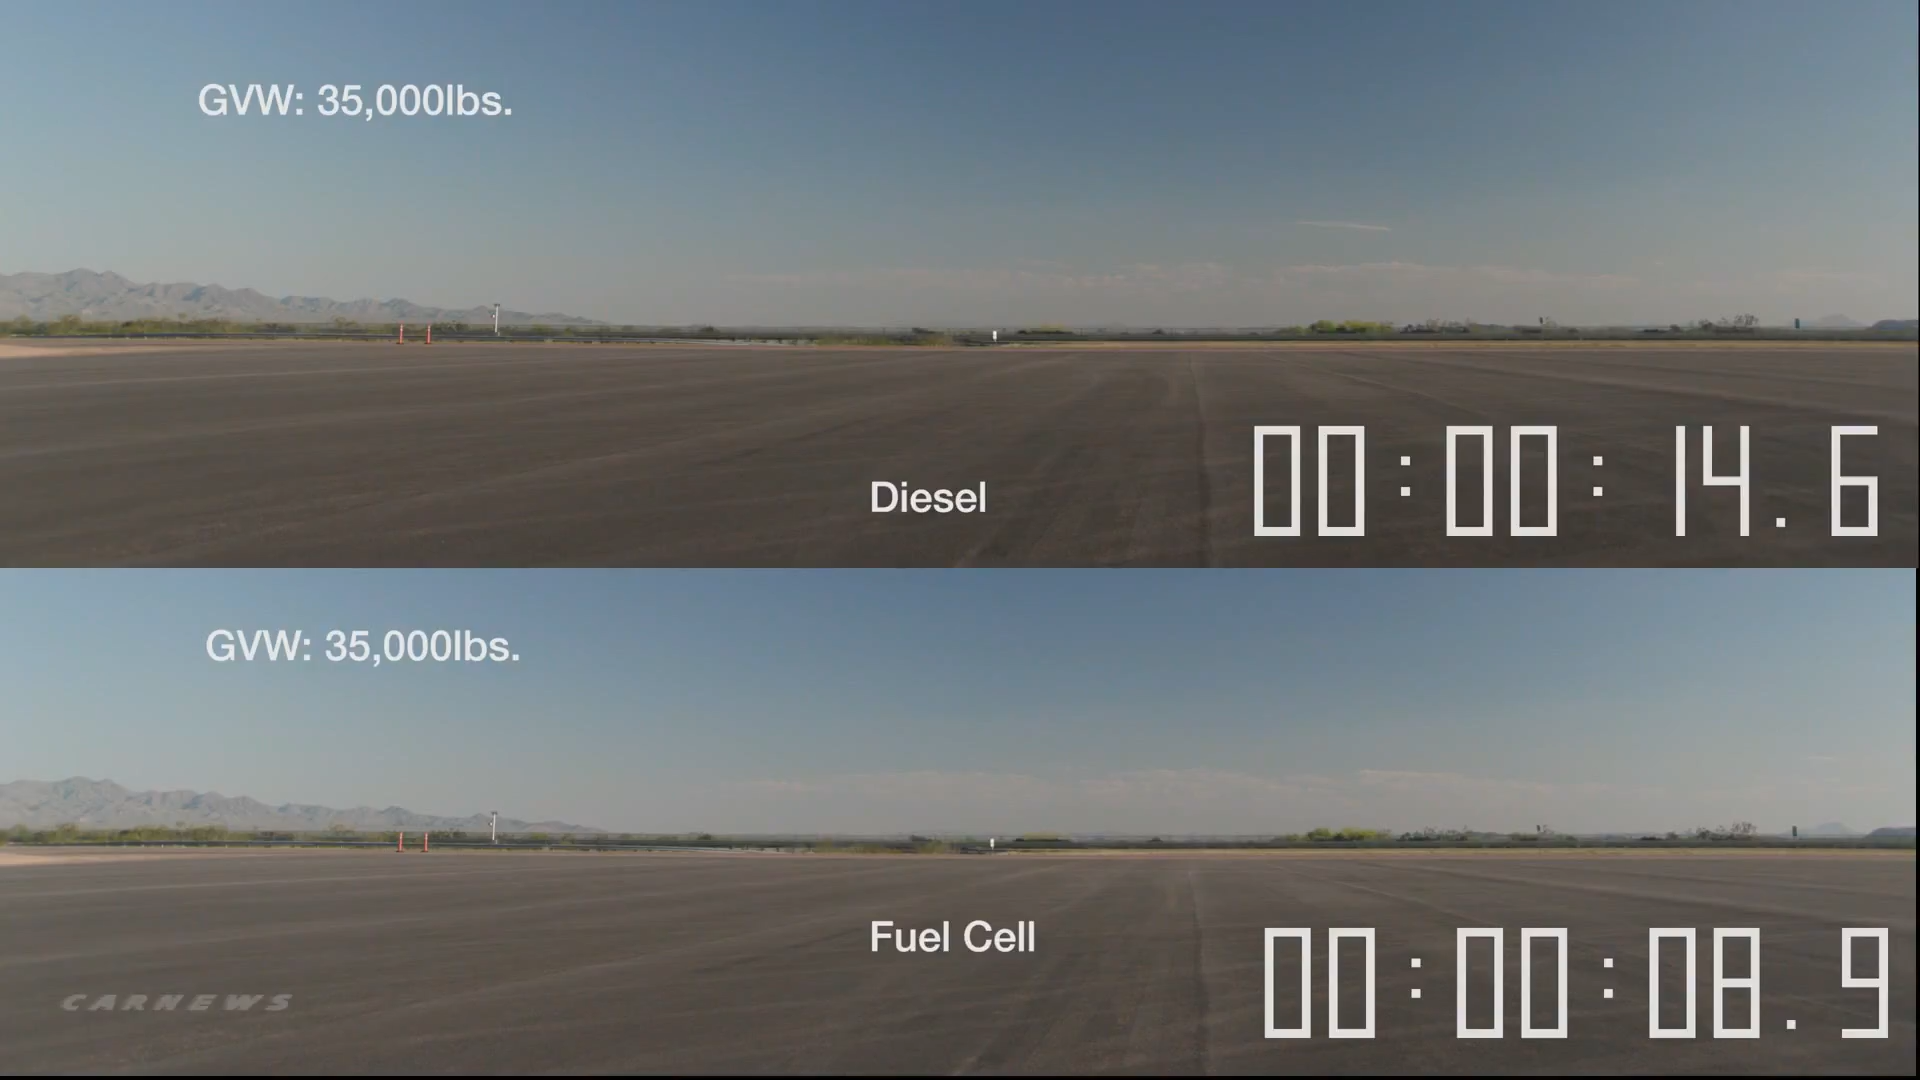 GVW: 35,000lbs.
Diesel
00:00:14.6
GVW: 35,000lbs.
Fuel Cell
00:00:08.9
CARNEWS